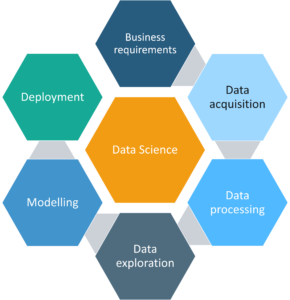 Business
requirements
Data
acquisition
Data
processing
Data
exploration
Modelling
Deployment
Data Science